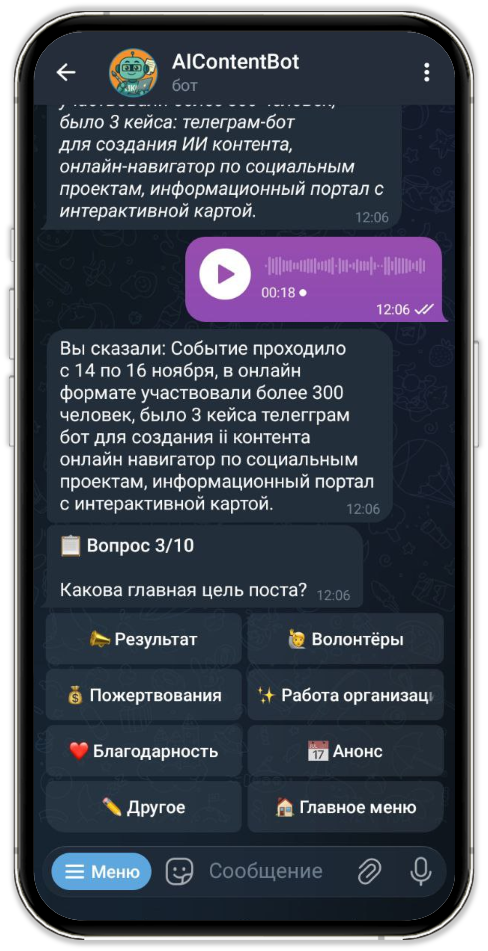 AIContentBot
бот
было 3 кейса: телеграм-бот
для создания ИИ контента,
онлайн-навигатор по социальным
проектам, информационный портал с
интерактивной картой.
12:06
00:18
12:06
Вы сказали: Событие проходило
с 14 по 16 ноября, в онлайн
формате участвовали более 300
человек, было 3 кейса телегграм
бот для создания ii контента
онлайн навигатор по социальным
проектам, информационный портал
с интерактивной картой.
12:06
Вопрос 3/10
Какова главная цель поста? 12:06
Результат
Волонтёры
Пожертвования
Работа организаци
Благодарность
17 Анонс
Другое
Главное меню
Меню
Сообщение